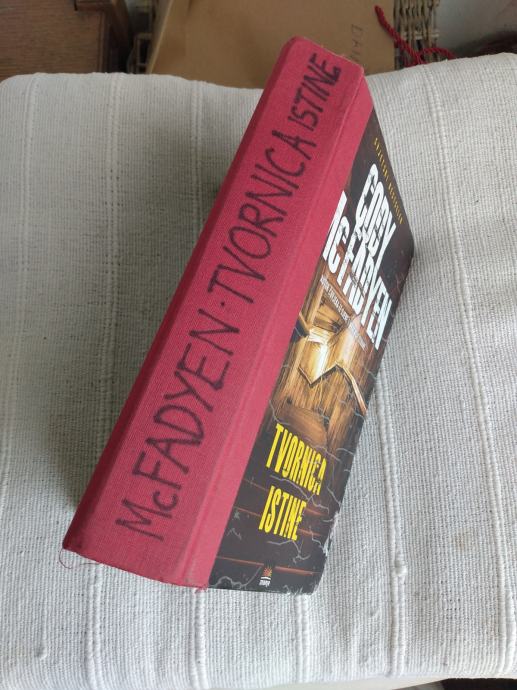 McFADYEN · TVORNICA ISTINE
CODY
McFADYEN
TVORNICA
ISTINE